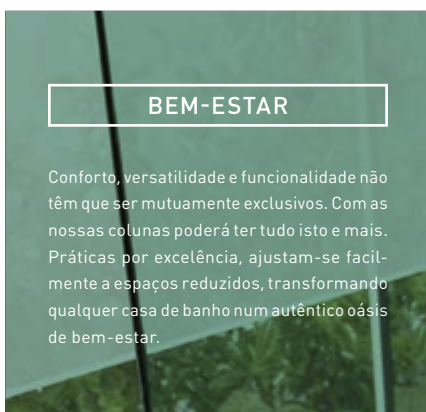 BEM-ESTAR
Conforto, versatilidade e funcionalidade não
têm que ser mutuamente exclusivos. Com as
nossas colunas poderá ter tudo isto e mais.
Práticas por excelência, ajustam-se facil-
mente a espaços reduzidos, transformando
qualquer casa de banho num autêntico oásis
de bem-estar.